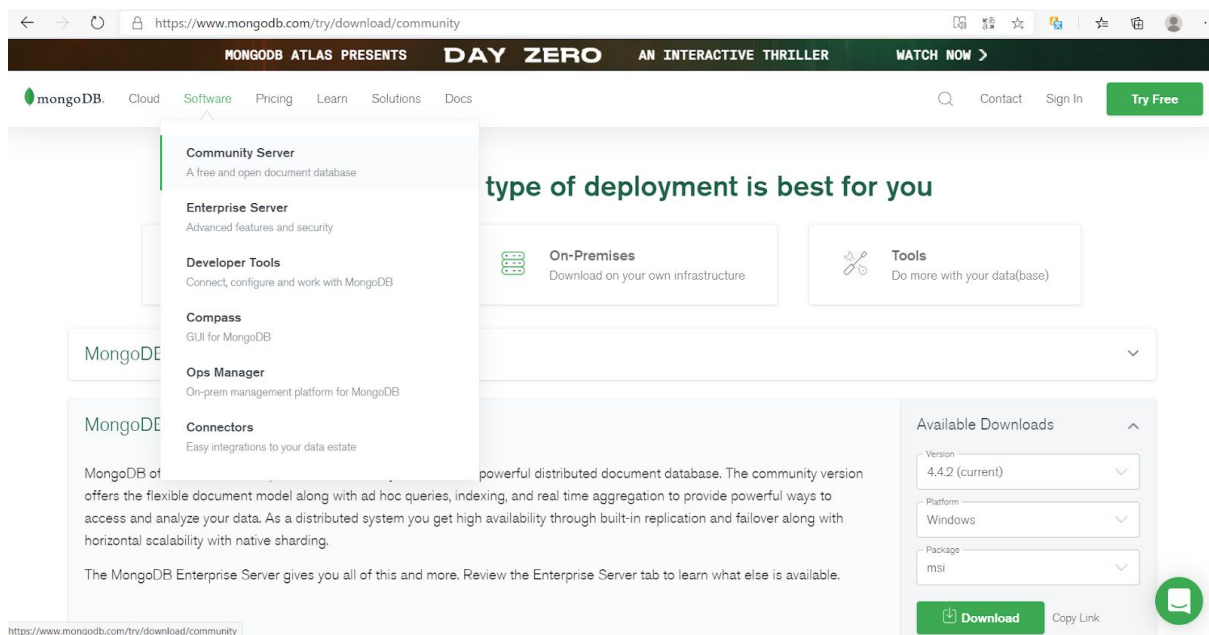 https://www.mongodb.com/try/download/community
MONGODB ATLAS PRESENTS DAY ZERO AN INTERACTIVE THRILLER WATCH NOW
mongoDB. Cloud Software Pricing Learn Solutions Docs Contact Sign In Try Free
Community Server
A free and open document database
Enterprise Server
Advanced features and security
Developer Tools
Connect, configure and work with MongoDB
Compass
GUI for MongoDB
Ops Manager
On-prem management platform for MongoDB
Connectors
Easy integrations to your data estate
type of deployment is best for you
On-Premises
Download on your own infrastructure
Tools
Do more with your data(base)
MongoDB
MongoDB
MongoDB of powerful distributed document database. The community version
offers the flexible document model along with ad hoc queries, indexing, and real time aggregation to provide powerful ways to
access and analyze your data. As a distributed system you get high availability through built-in replication and failover along with
horizontal scalability with native sharding.
The MongoDB Enterprise Server gives you all of this and more. Review the Enterprise Server tab to learn what else is available.
Available Downloads
Version
4.4.2 (current)
Platform
Windows
Package
msi
Download Copy Link
https://www.mongodb.com/try/download/community